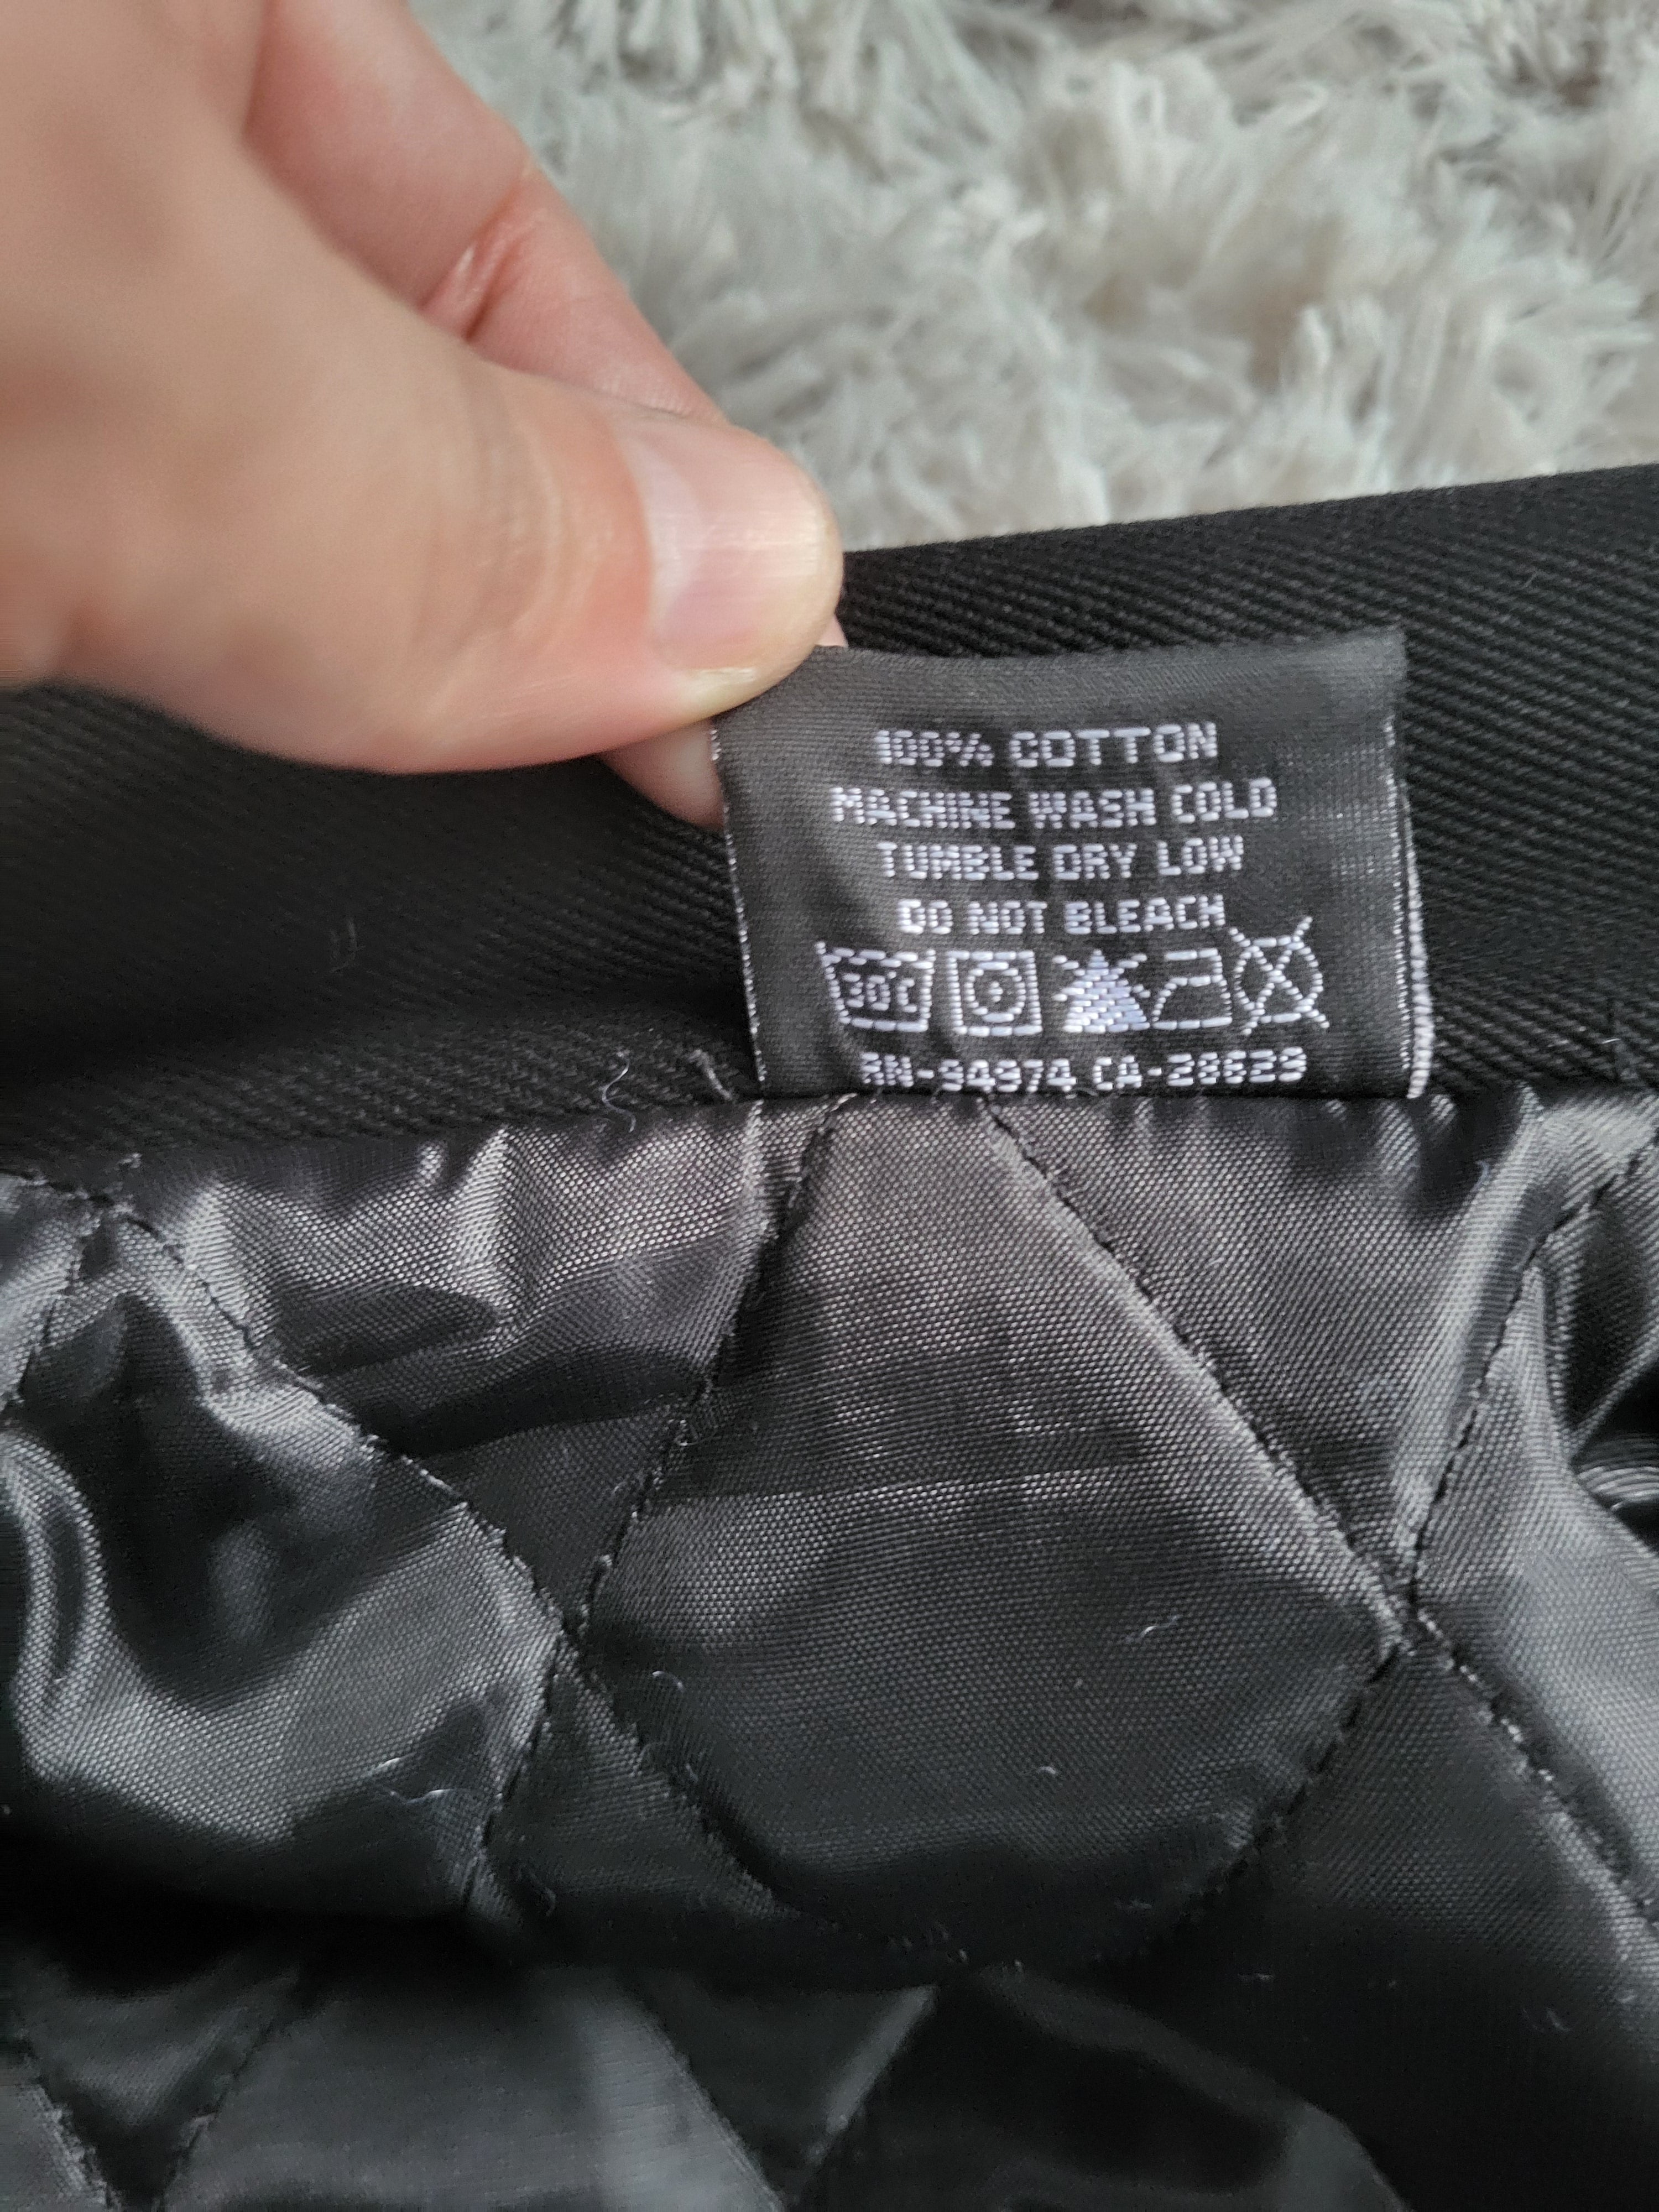 100% COTTON
MACHINE WASH COLD
TUMBLE DRY LOW
DO NOT BLEACH
30°C
RN-94974 CA-28629